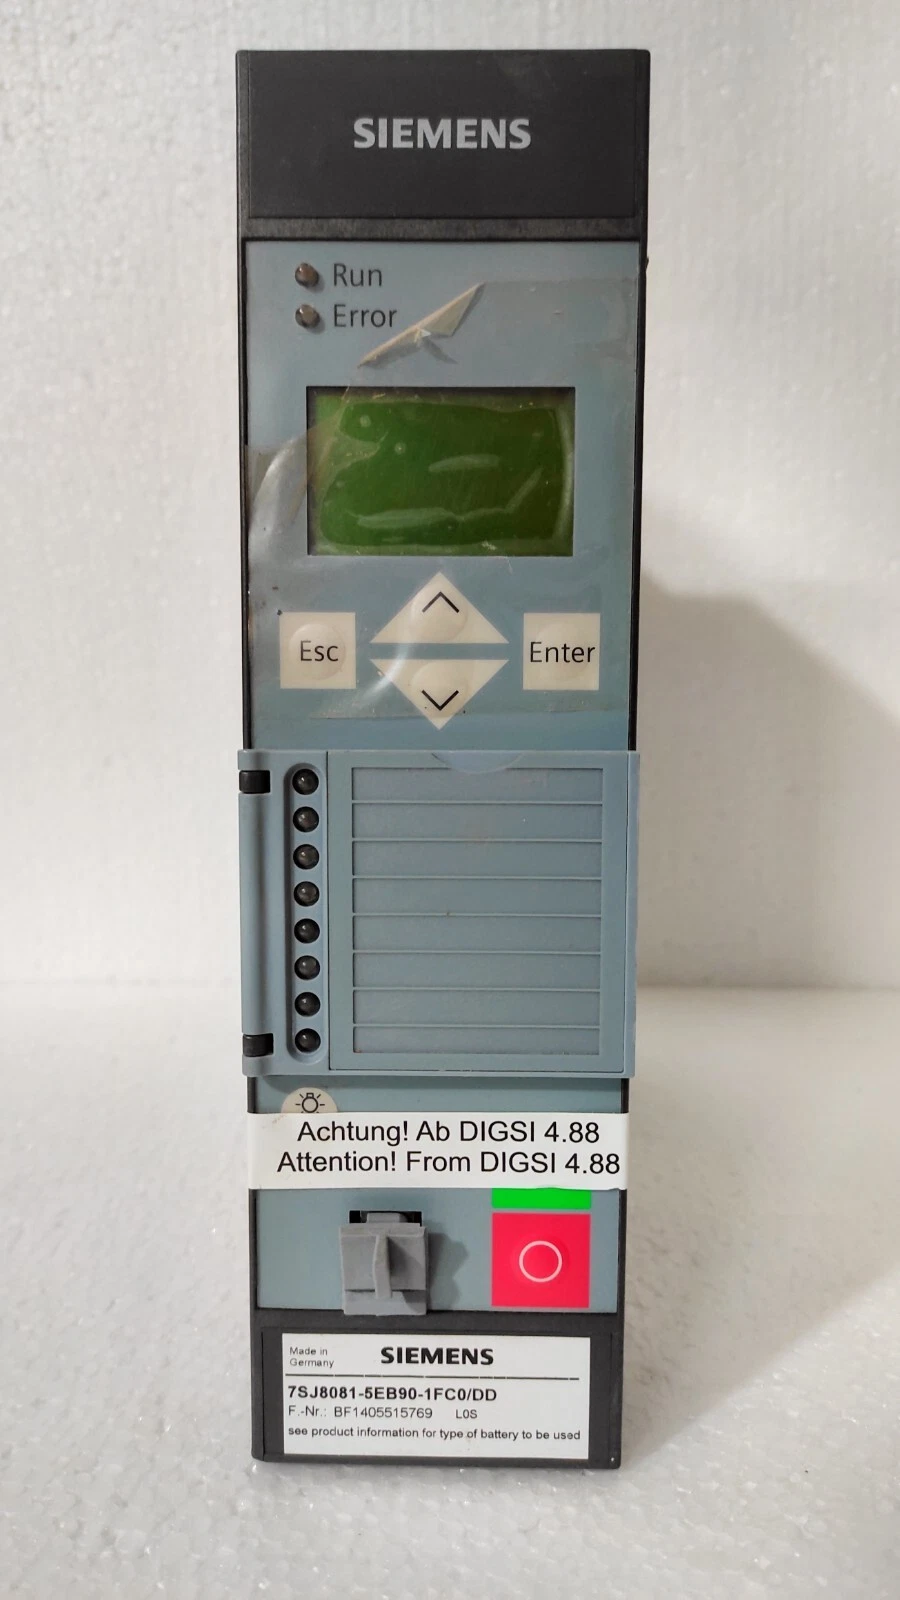 SIEMENS
Run
Error
Esc
Enter
Achtung! Ab DIGSI 4.88
Attention! From DIGSI 4.88
Made in
Germany
SIEMENS
7SJ8081-5EB90-1FC0/DD
F.-Nr.: BF1405515769 L0S
see product information for type of battery to be used